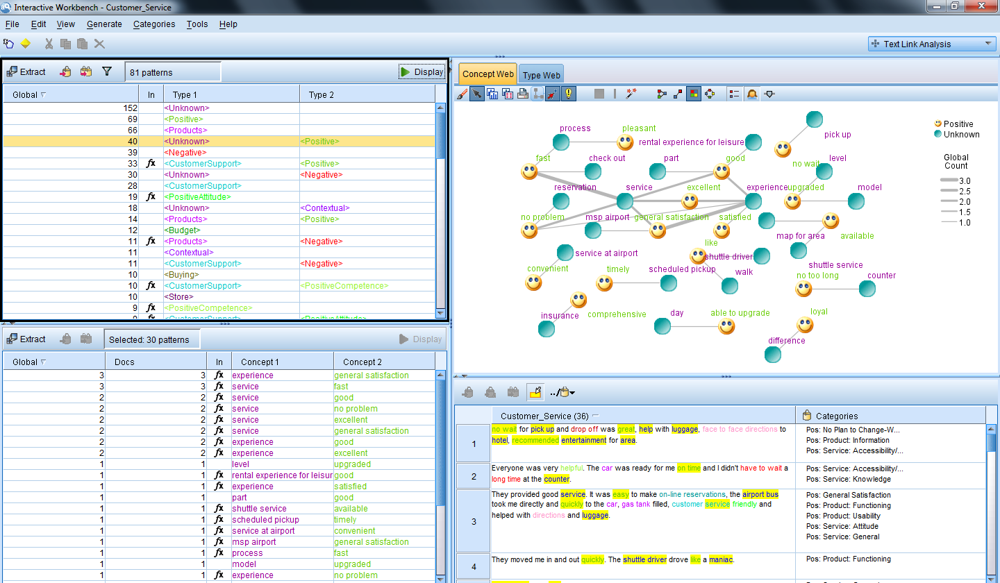 Interactive Workbench - Customer_Service
File Edit View Generate Categories Tools Help
Text Link Analysis
Extract 81 patterns Display
Global In Type 1 Type 2
152 <Unknown>
69 <Positive>
66 <Products>
40 <Unknown> <Positive>
39 <Negative>
33 fx <CustomerSupport> <Positive>
30 <Unknown> <Negative>
28 <CustomerSupport>
19 fx <PositiveAttitude>
18 <Unknown> <Contextual>
14 <Products> <Positive>
12 <Budget>
11 fx <Products> <Negative>
11 <Contextual>
11 <CustomerSupport> <Negative>
10 <Buying>
10 fx <CustomerSupport> <PositiveCompetence>
10 <Store>
9 fx <PositiveCompetence>
9 fx <CustomerSupport> <PositiveAttitude>
Extract Selected: 30 patterns Display
Global Docs In Concept 1 Concept 2
3 3 fx experience general satisfaction
3 3 fx service fast
2 2 fx service good
2 2 fx service no problem
2 2 fx service excellent
2 2 fx service general satisfaction
2 2 fx experience good
2 2 fx experience excellent
1 1 level upgraded
1 1 fx rental experience for leisur good
1 1 fx experience satisfied
1 1 part good
1 1 fx shuttle service available
1 1 fx scheduled pickup timely
1 1 fx service at airport convenient
1 1 fx msp airport general satisfaction
1 1 fx process fast
1 1 model upgraded
1 1 fx experience no problem
Concept Web Type Web
process pleasant pick up
rental experience for leisure
fast check out part good no wait level
reservation service excellent experience upgraded model
no problem msp airport general satisfaction satisfied
map for area available
like
service at airport shuttle driver
convenient timely scheduled pickup walk
shuttle service
no too long counter
insurance comprehensive day able to upgrade loyal
difference
Positive
Unknown
Global
Count
3.0
2.5
2.0
1.5
1.0
../
Customer_Service (36) Categories
1 no wait for pick up and drop off was great, help with luggage, face to face directions to
hotel, recommended entertainment for area.
Pos: No Plan to Change-W...
Pos: Product: Information
Pos: Service: Accessibility/...
2 Everyone was very helpful. The car was ready for me on time and I didn't have to wait a
long time at the counter.
Pos: Service: Accessibility/...
Pos: Service: Knowledge
3 They provided good service. It was easy to make on-line reservations, the airport bus
took me directly and quickly to the car, gas tank filled, customer service friendly and
helped with directions and luggage.
Pos: General Satisfaction
Pos: Product: Functioning
Pos: Product: Usability
Pos: Service: Attitude
Pos: Service: General
4 They moved me in and out quickly. The shuttle driver drove like a maniac.
Pos: Product: Functioning